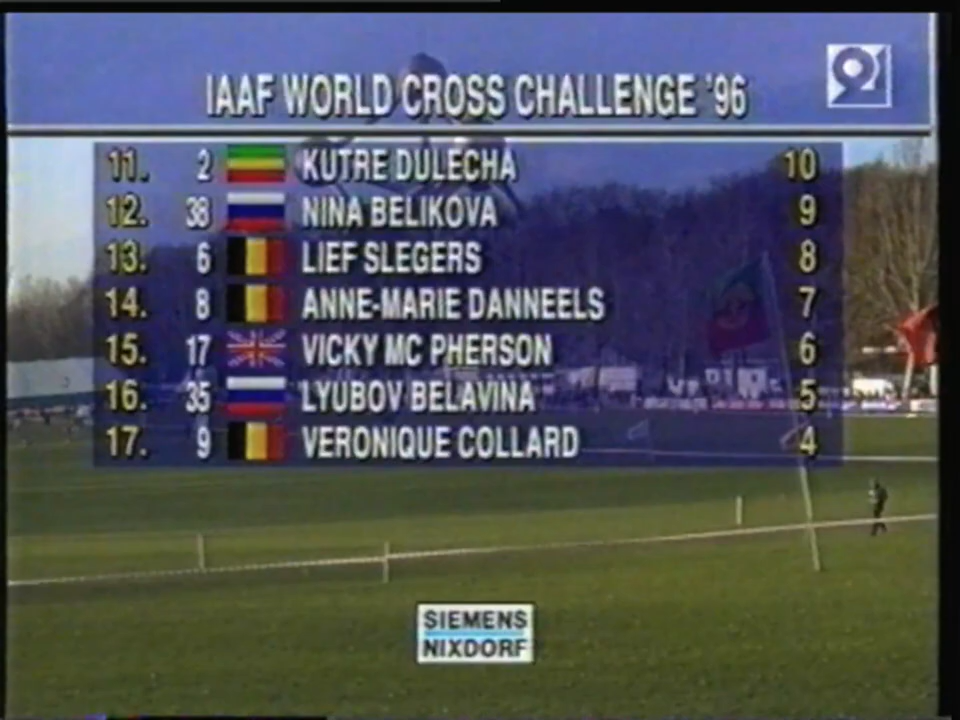 IAAF WORLD CROSS CHALLENGE '96
11. 2 KUTRE DULECHA 10
12. 38 NINA BELIKOVA 9
13. 6 LIEF SLEGERS 8
14. 8 ANNE-MARIE DANNEELS 7
15. 17 VICKY MC PHERSON 6
16. 35 LYUBOV BELAVINA 5
17. 9 VERONIQUE COLLARD 4
SIEMENS
NIXDORF